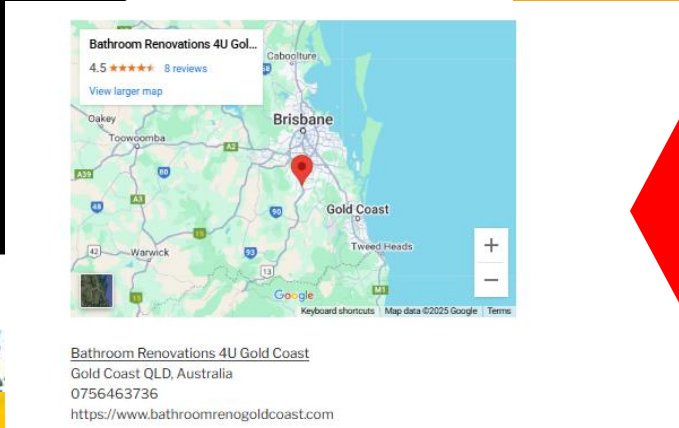 Bathroom Renovations 4U Gol...
4.5 8 reviews
View larger map
Caboolture
Oakey
Toowoomba
Brisbane
A2
A39
A3
Gold Coast
Warwick
Tweed Heads
42
15
90
93
13
15
M1
Google
Keyboard shortcuts Map data ©2025 Google Terms
Bathroom Renovations 4U Gold Coast
Gold Coast QLD, Australia
0756463736
https://www.bathroomrenogoldcoast.com